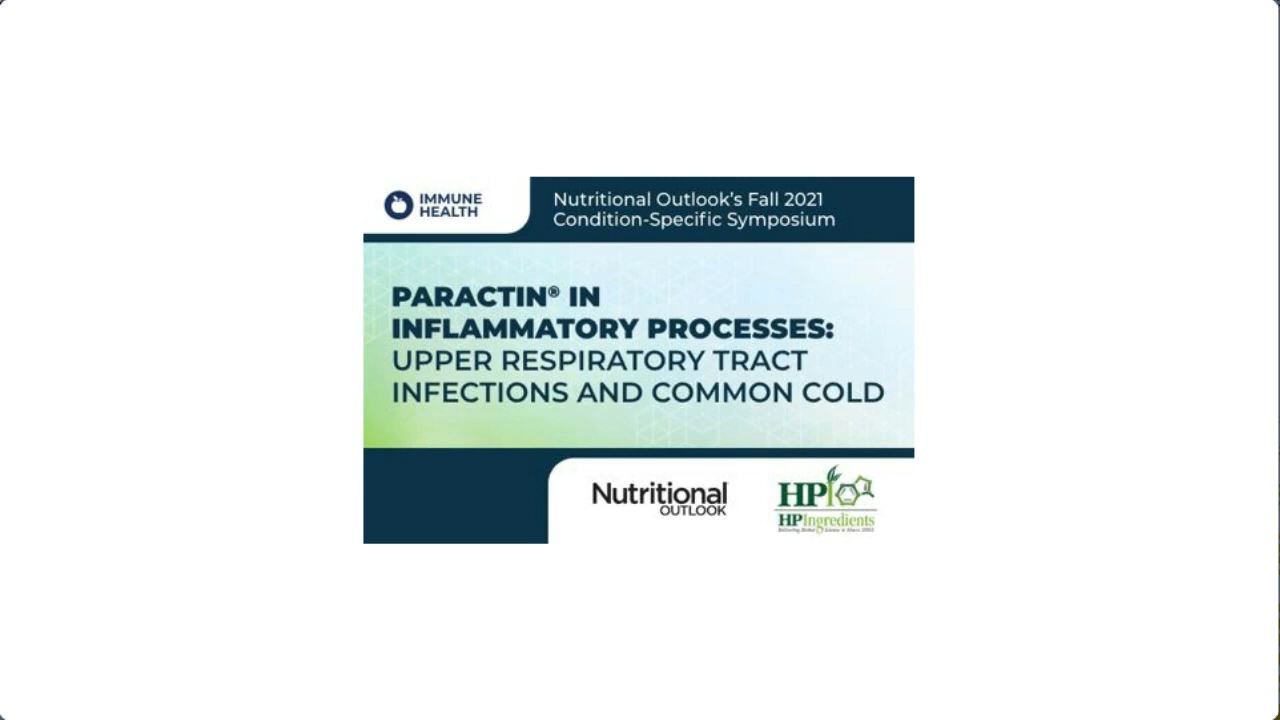 IMMUNE
HEALTH
Nutritional Outlook's Fall 2021
Condition-Specific Symposium
PARACTIN® IN
INFLAMMATORY PROCESSES:
UPPER RESPIRATORY TRACT
INFECTIONS AND COMMON COLD
Nutritional
OUTLOOK
HPI
HPIngredients